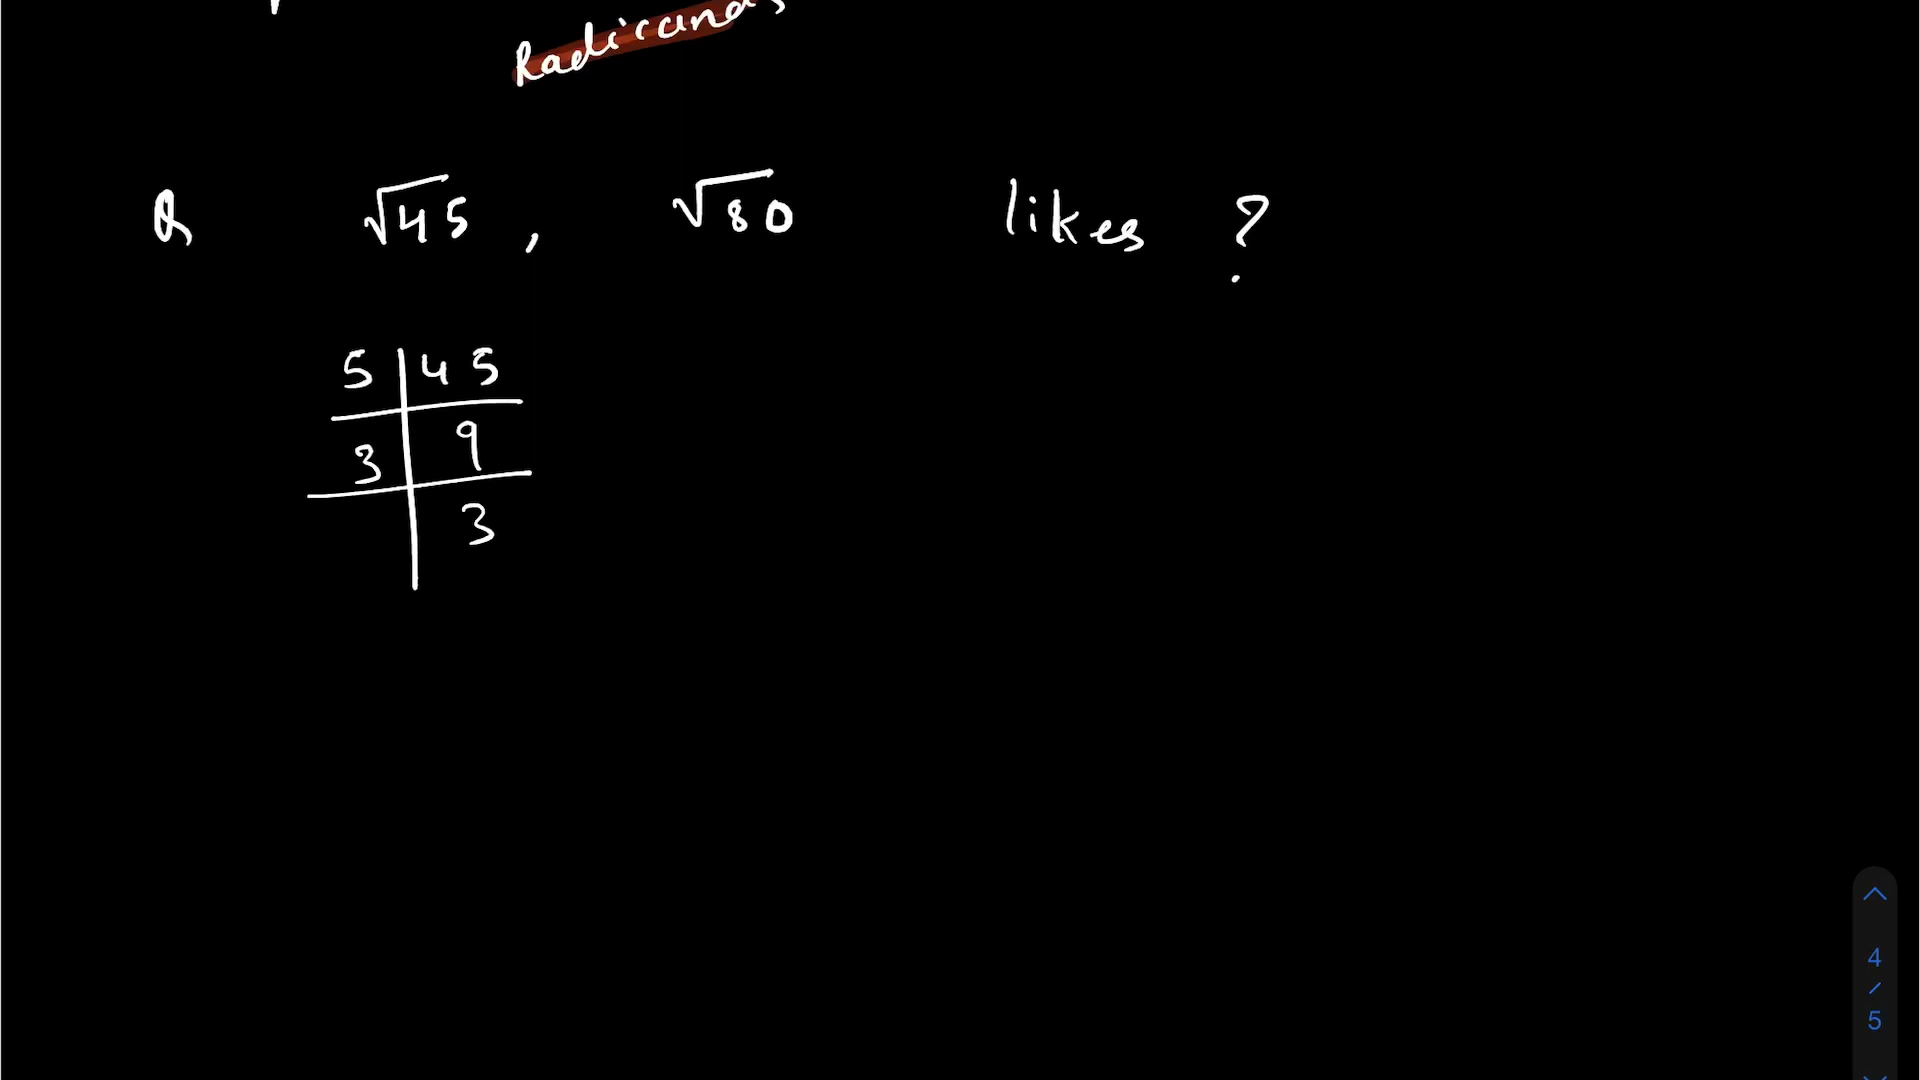 Radicands
Q √45 , √80 likes ?
5 | 45
3 | 9
3
4
/
5